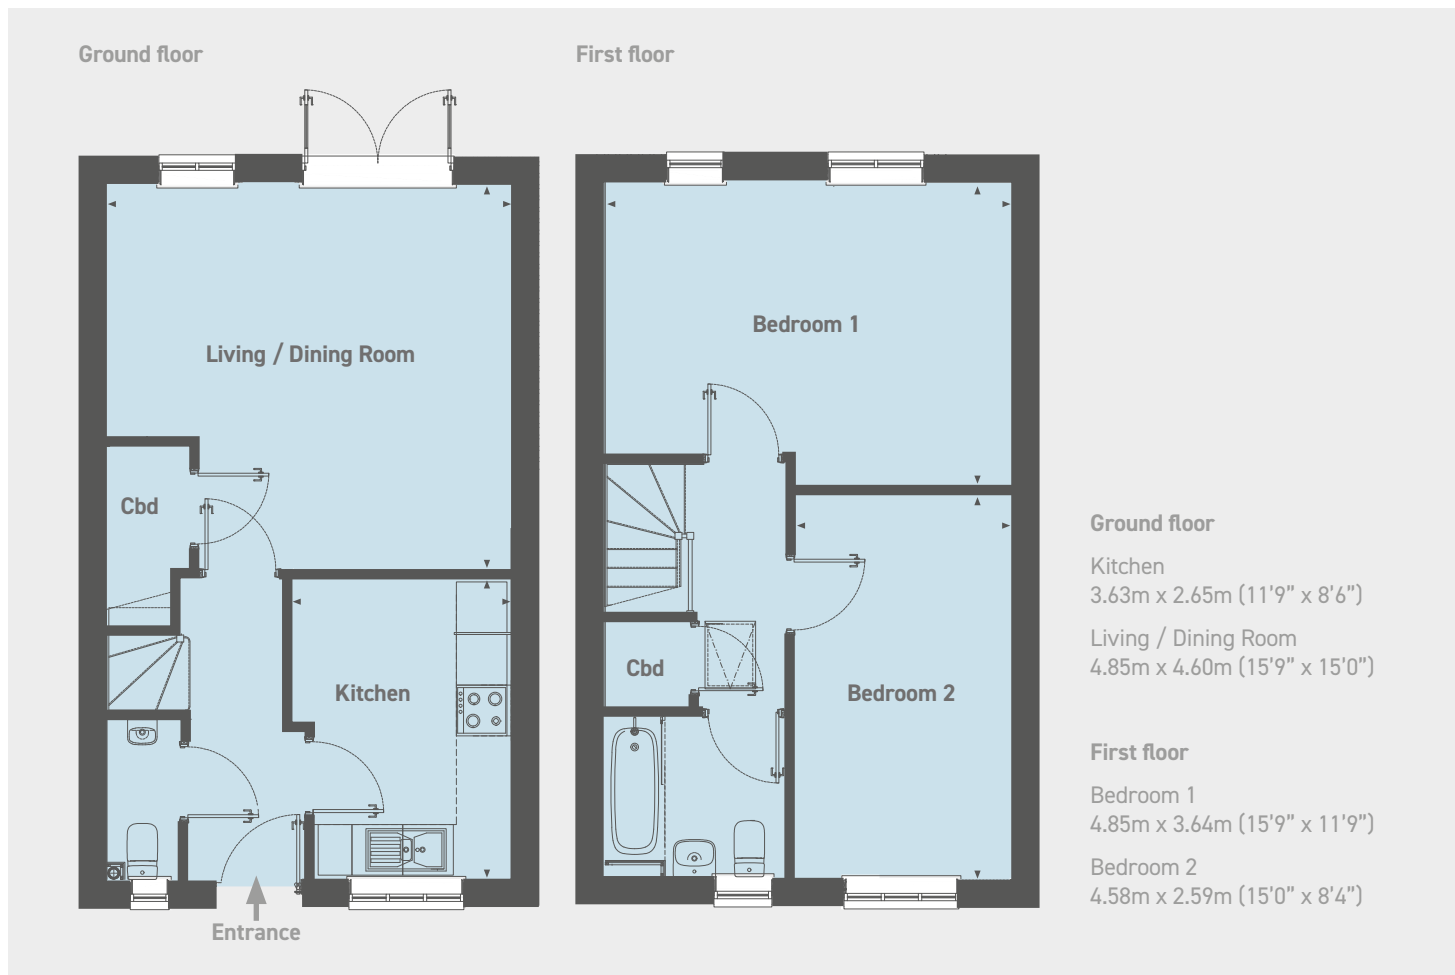 Ground floor
First floor
Living / Dining Room
Cbd
Kitchen
Entrance
Bedroom 1
Cbd
Bedroom 2
Ground floor
Kitchen
3.63m x 2.65m (11’9” x 8’6”)
Living / Dining Room
4.85m x 4.60m (15’9” x 15’0”)
First floor
Bedroom 1
4.85m x 3.64m (15’9” x 11’9”)
Bedroom 2
4.58m x 2.59m (15’0” x 8’4”)